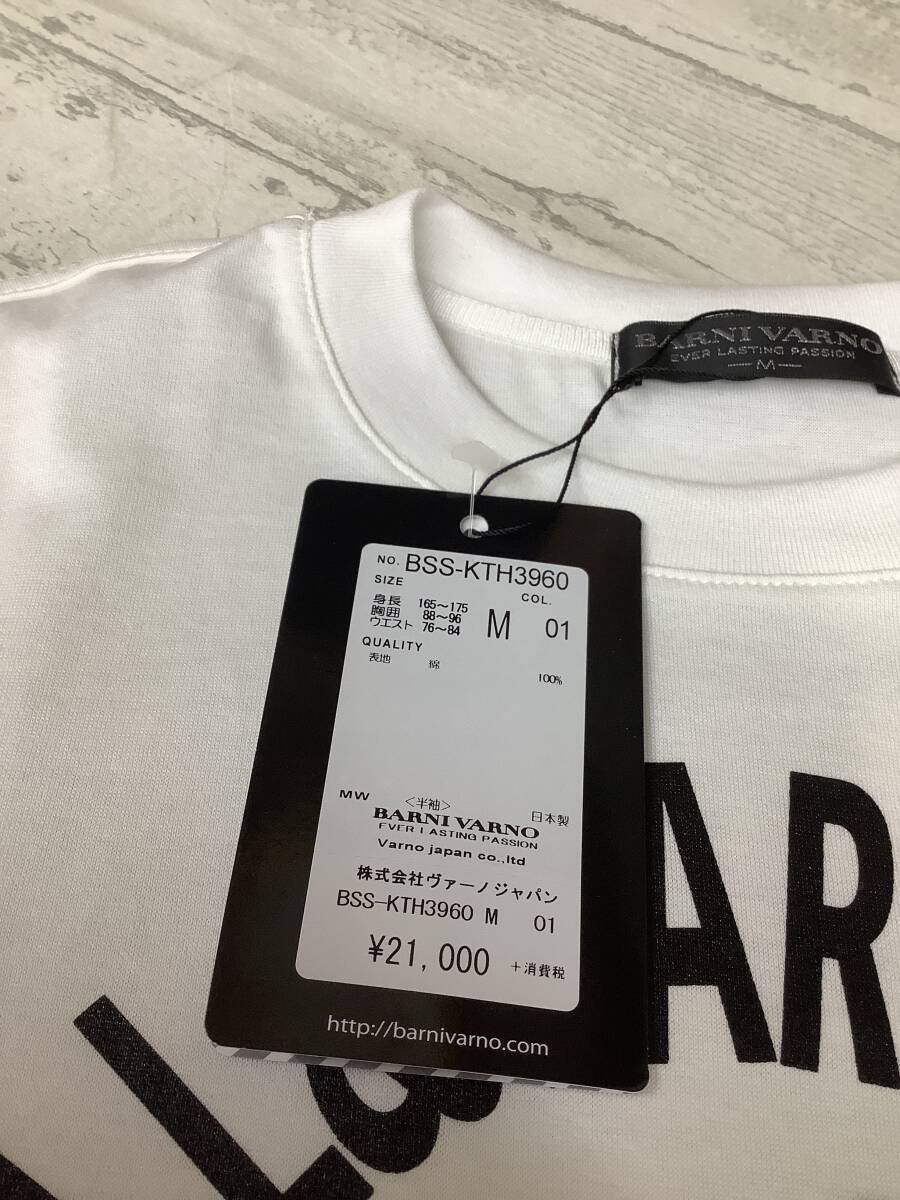 BARNI VARNO
EVER LASTING PASSION
M
NO. BSS-KTH3960
SIZE COL.
身長 165～175
胸囲 88～96
ウエスト 76～84
M 01
QUALITY
表地 綿
100%
MW <半袖> 日本製
BARNI VARNO
EVER LASTING PASSION
Varno japan co.,ltd
株式会社ヴァーノジャパン
BSS-KTH3960 M 01
¥21,000 +消費税
http://barnivarno.com
AR
La